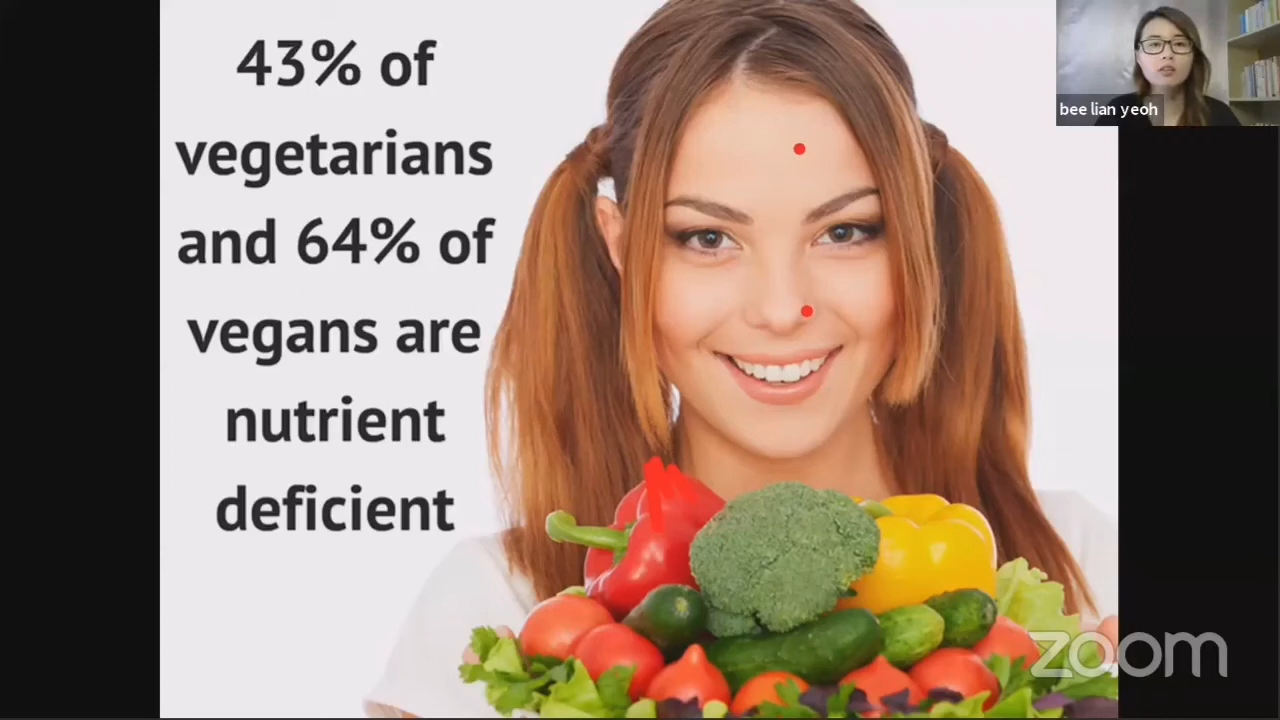 43% of
vegetarians
and 64% of
vegans are
nutrient
deficient
bee lian yeoh
zoom